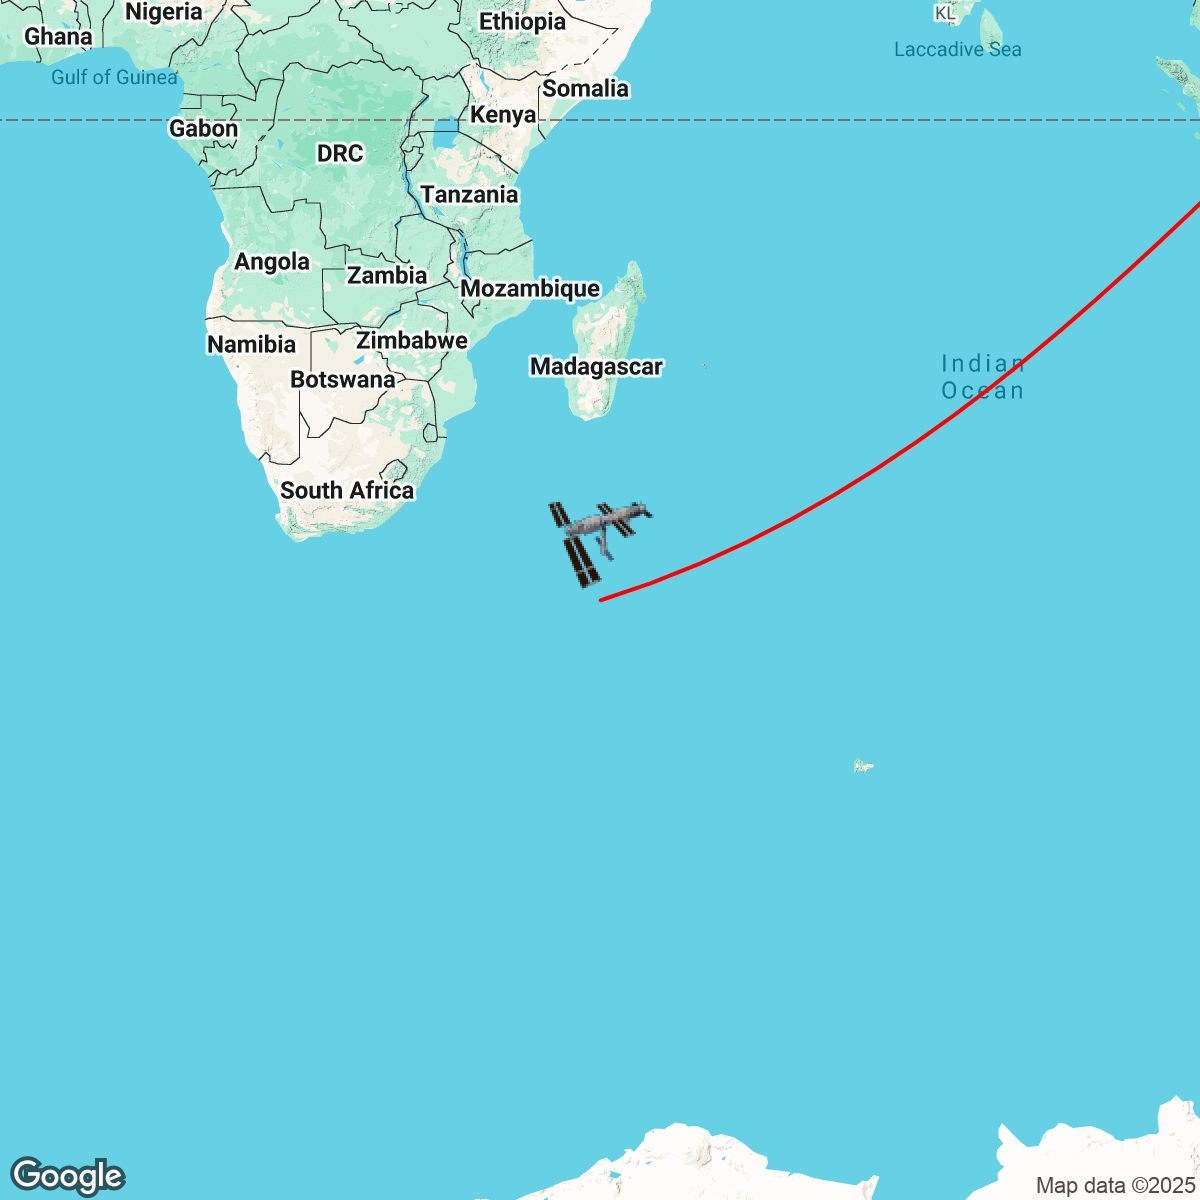 Nigeria
KL
Ethiopia
Ghana
Laccadive Sea
Gulf of Guinea
Somalia
Kenya
Gabon
DRC
Tanzania
Angola
Zambia
Mozambique
Namibia
Zimbabwe
Madagascar
Indian
Ocean
Botswana
South Africa
Google
Map data ©2025